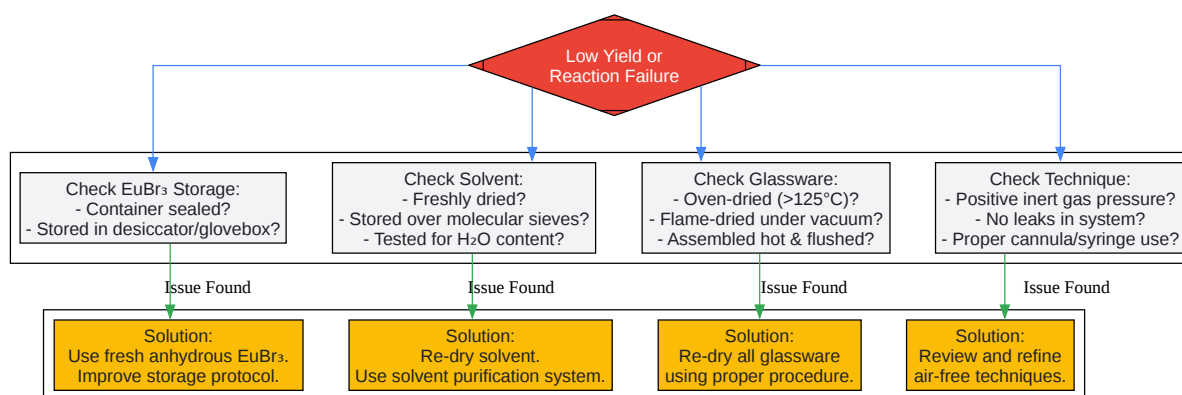 Low Yield or
Reaction Failure
Check EuBr₃ Storage:
- Container sealed?
- Stored in desiccator/glovebox?
Check Solvent:
- Freshly dried?
- Stored over molecular sieves?
- Tested for H₂O content?
Check Glassware:
- Oven-dried (>125°C)?
- Flame-dried under vacuum?
- Assembled hot & flushed?
Check Technique:
- Positive inert gas pressure?
- No leaks in system?
- Proper cannula/syringe use?
Issue Found
Issue Found
Issue Found
Issue Found
Solution:
Use fresh anhydrous EuBr₃.
Improve storage protocol.
Solution:
Re-dry solvent.
Use solvent purification system.
Solution:
Re-dry all glassware
using proper procedure.
Solution:
Review and refine
air-free techniques.